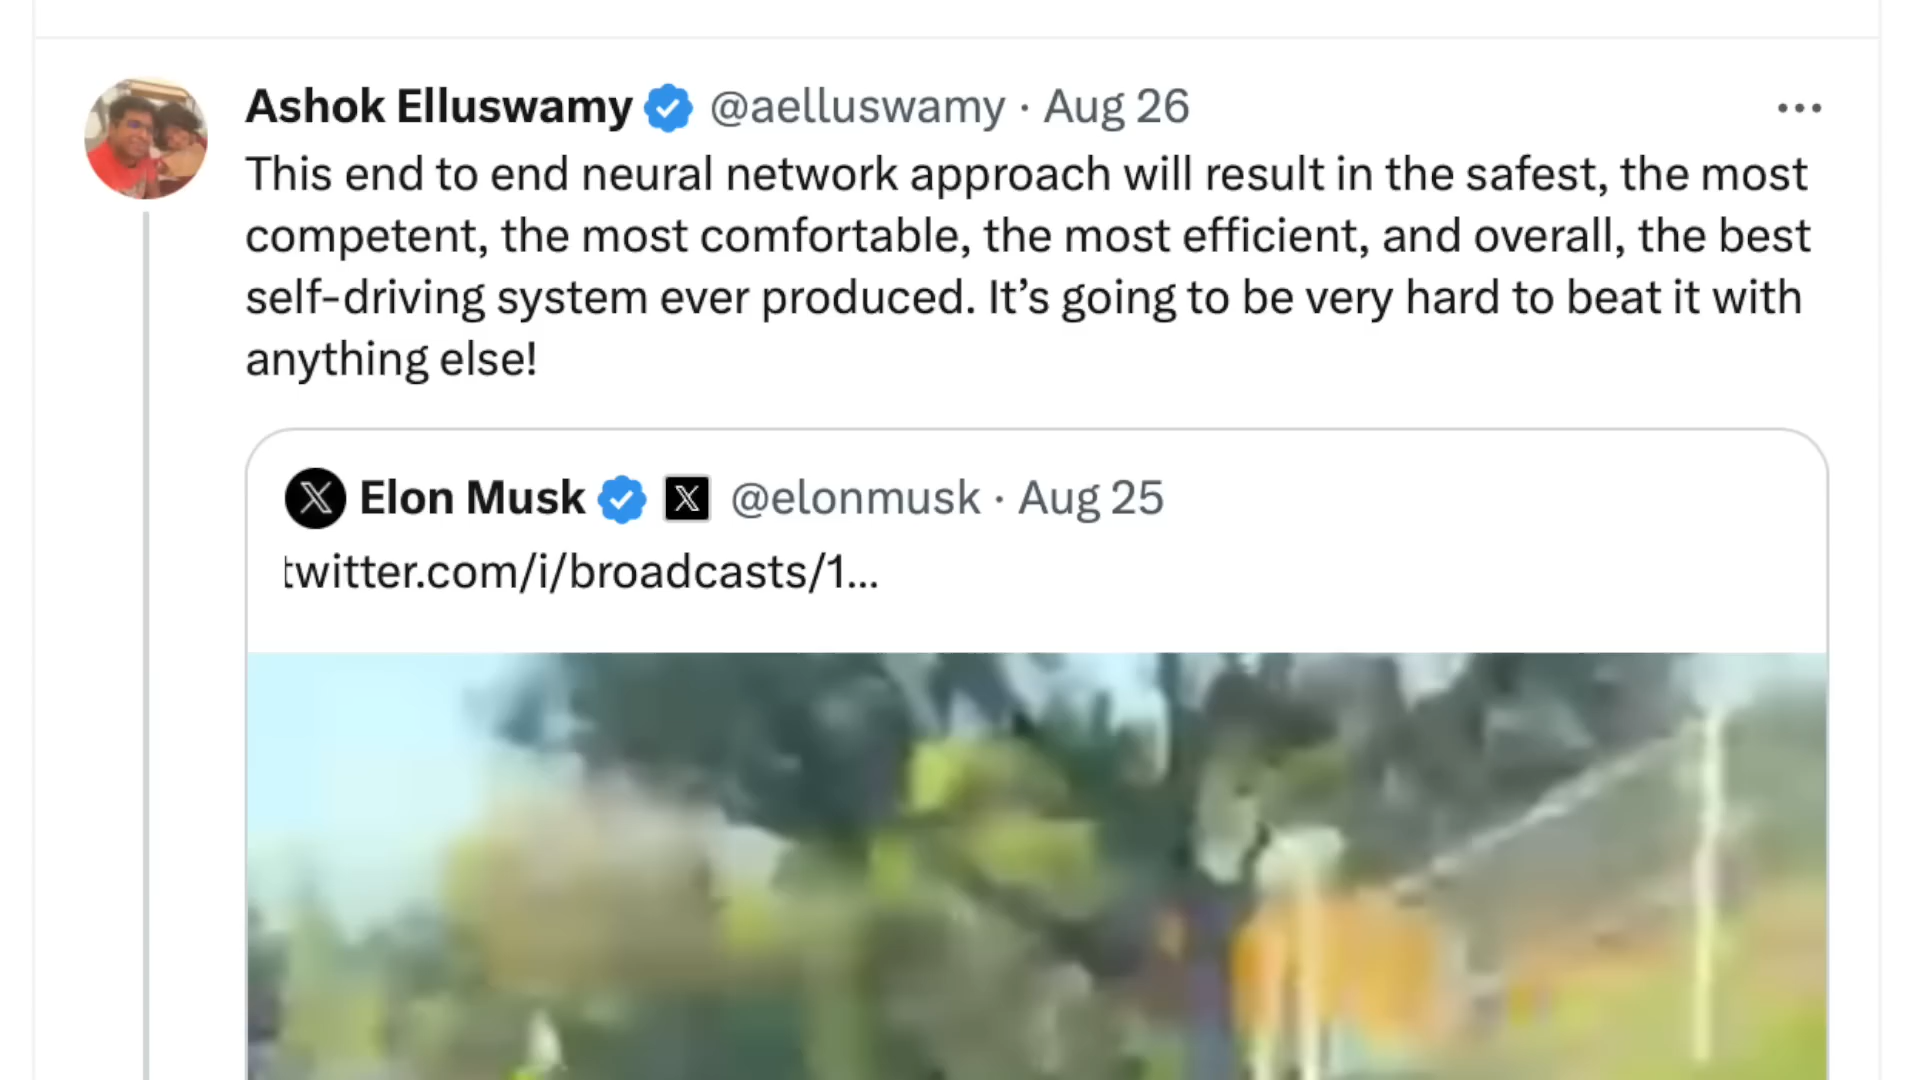 Ashok Elluswamy @aelluswamy · Aug 26
This end to end neural network approach will result in the safest, the most
competent, the most comfortable, the most efficient, and overall, the best
self-driving system ever produced. It’s going to be very hard to beat it with
anything else!
Elon Musk @elonmusk · Aug 25
twitter.com/i/broadcasts/1...